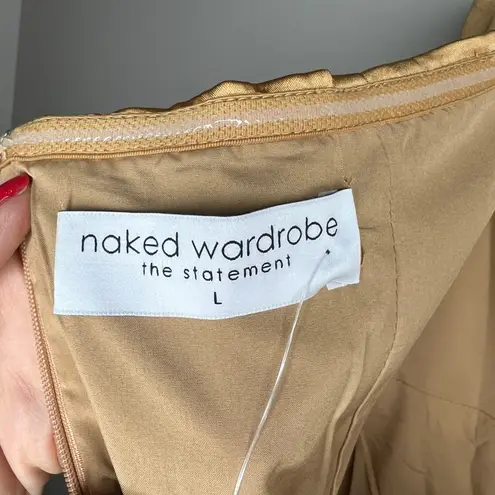 naked wardrobe
the statement
L